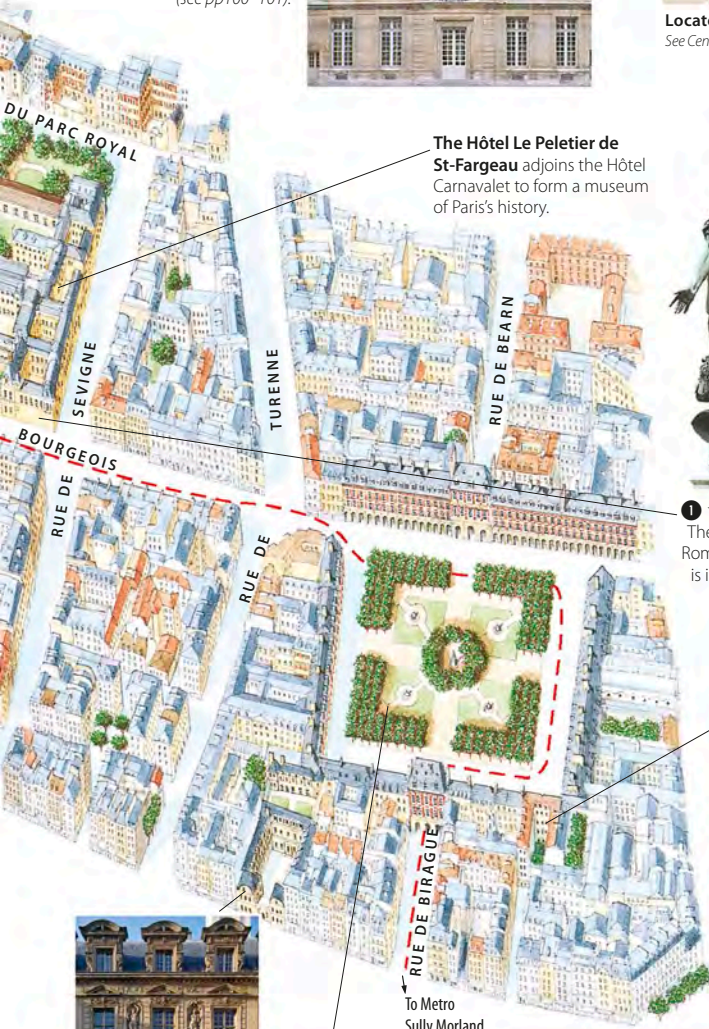 (see pp100–101).
Locat
See Cen
DU PARC ROYAL
The Hôtel Le Peletier de
St-Fargeau adjoins the Hôtel
Carnavalet to form a museum
of Paris's history.
SEVIGNE
TURENNE
RUE DE BEARN
BOURGEOIS
RUE DE
RUE DE
1
The
Rom
is i
RUE DE BIRAGUE
To Metro
Sully Morland